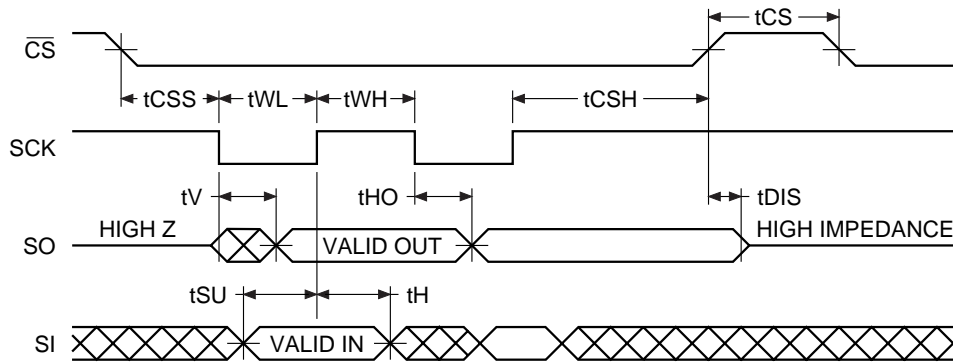 tCS
C̅S̅
tCSS tWL tWH tCSH
SCK
tV tHO tDIS
HIGH Z VALID OUT HIGH IMPEDANCE
SO
tSU tH
SI VALID IN